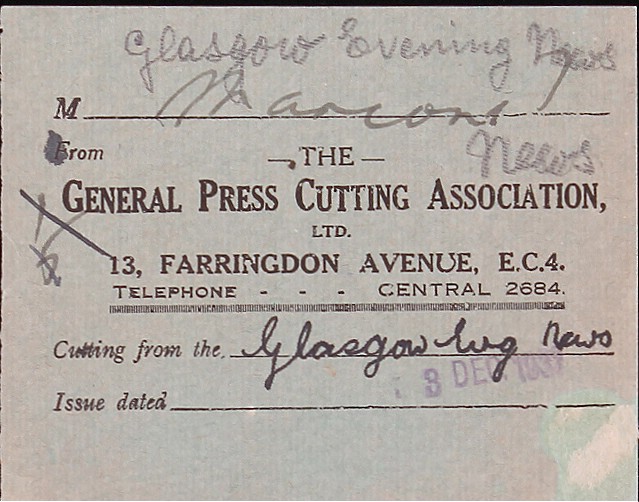 Glasgow Evening News
M Marconi
News
From — THE —
GENERAL PRESS CUTTING ASSOCIATION,
LTD.
13, FARRINGDON AVENUE, E.C.4.
TELEPHONE - - - CENTRAL 2684.
Cutting from the Glasgow Evg News
3 DEC. 1937
Issue dated